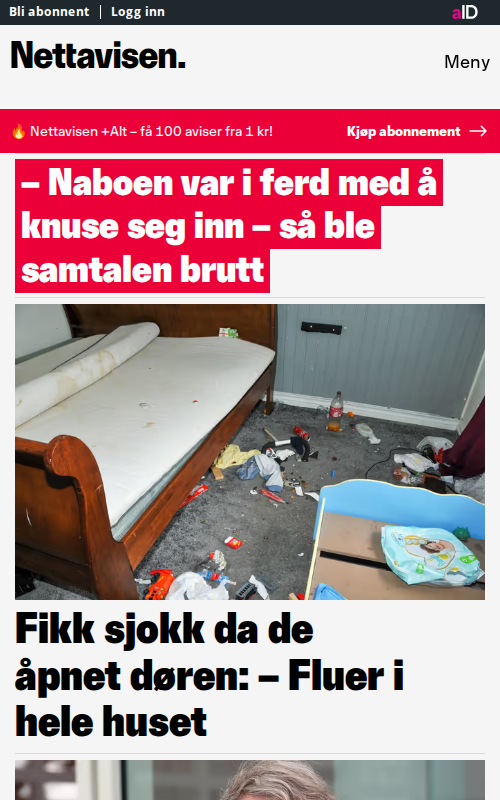 Bli abonnent | Logg inn
aID
Nettavisen.
Meny
🔥 Nettavisen +Alt – få 100 aviser fra 1 kr!
Kjøp abonnement →
– Naboen var i ferd med å
knuse seg inn – så ble
samtalen brutt
Fikk sjokk da de
åpnet døren: – Fluer i
hele huset